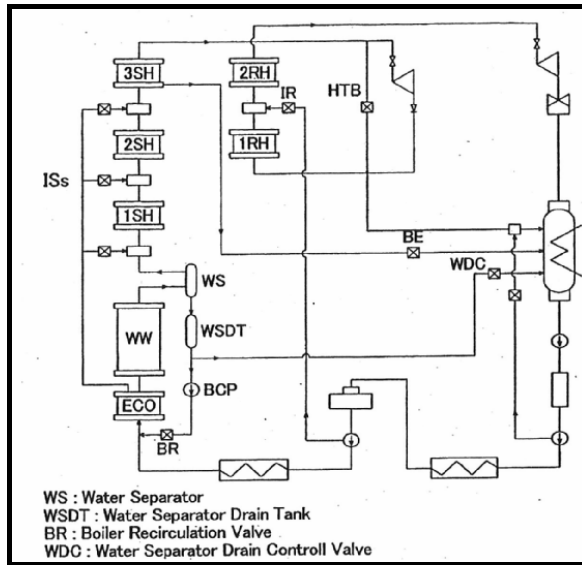 3SH
2RH
IR
HTB
2SH
1RH
ISs
1SH
BE
WS
WDC
WW
WSDT
ECO
BCP
BR
WS : Water Separator
WSDT : Water Separator Drain Tank
BR : Boiler Recirculation Valve
WDC : Water Separator Drain Controll Valve